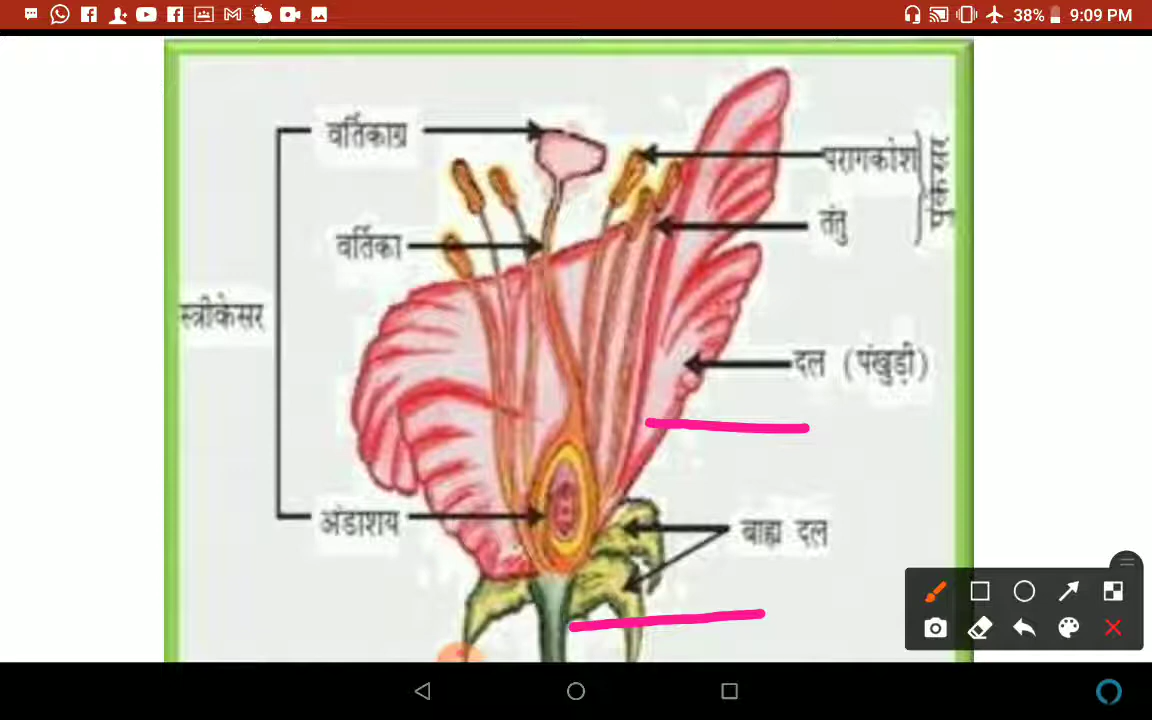 38% 9:09 PM
वर्तिकाग्र
परागकोश
पुंकेसर
तंतु
वर्तिका
स्त्रीकेसर
दल (पंखुड़ी)
अंडाशय
बाह्य दल